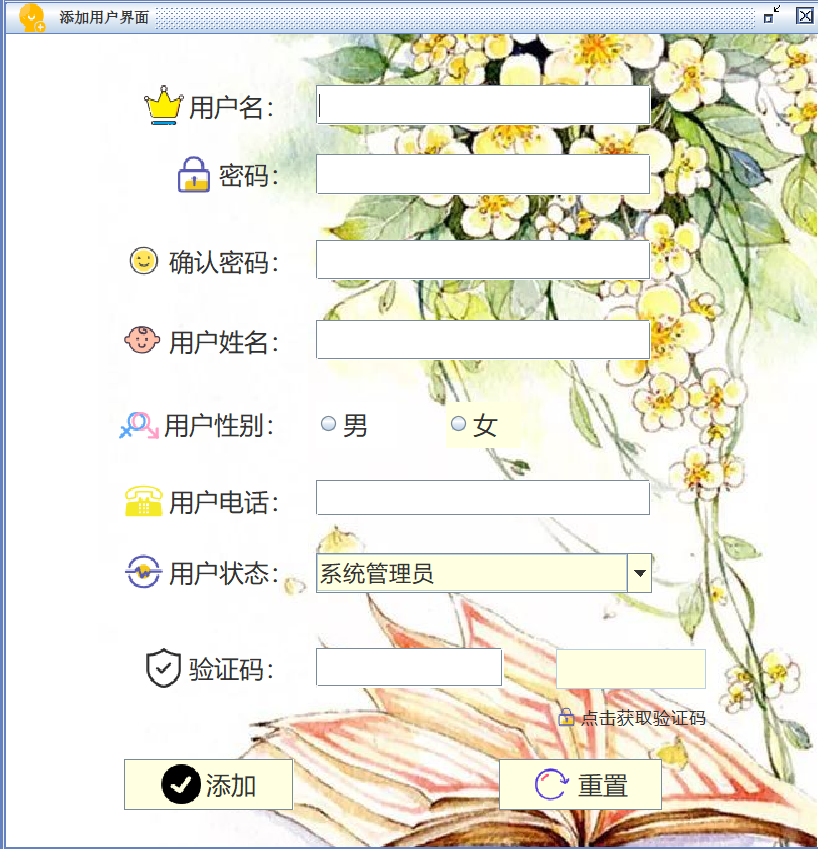 添加用户界面
用户名：
密码：
确认密码：
用户姓名：
用户性别： 男 女
用户电话：
用户状态： 系统管理员
验证码：
点击获取验证码
添加 重置